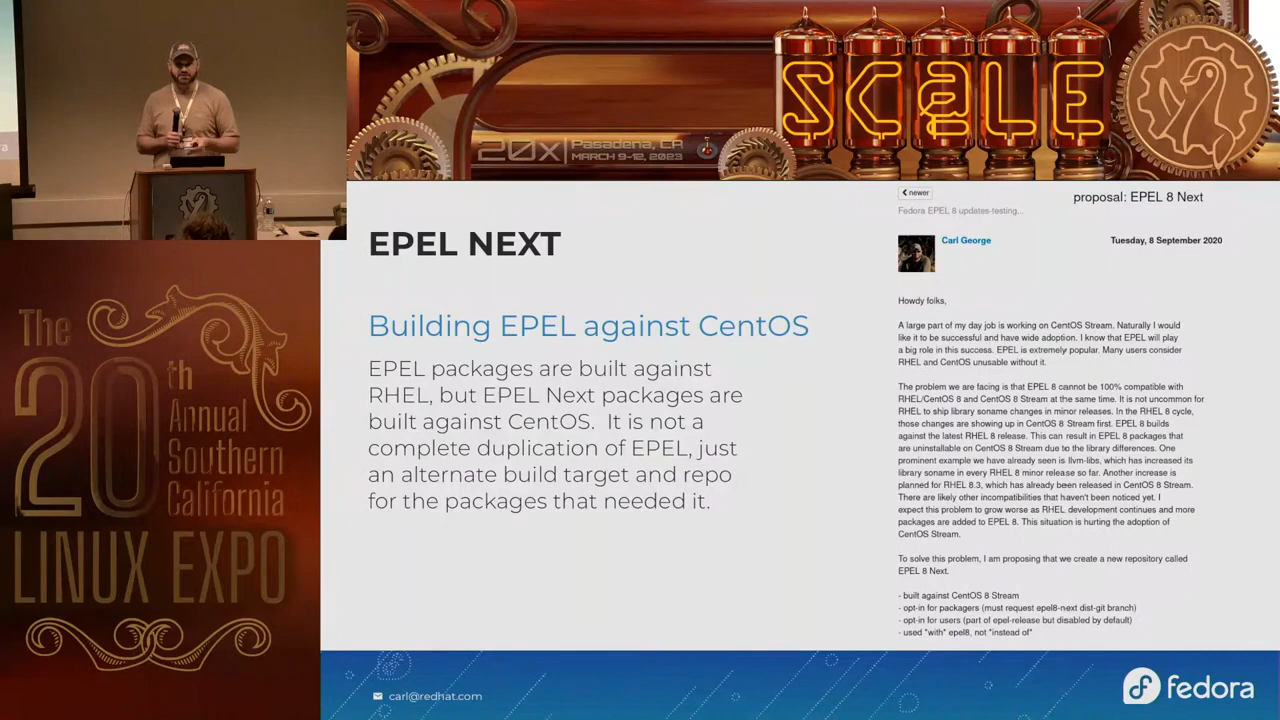 SCaLE
20x
Pasadena, CA
MARCH 9-12, 2023
The
20th
Annual
Southern
California
LINUX EXPO
EPEL NEXT
Building EPEL against CentOS
EPEL packages are built against
RHEL, but EPEL Next packages are
built against CentOS. It is not a
complete duplication of EPEL, just
an alternate build target and repo
for the packages that needed it.
newer
proposal: EPEL 8 Next
Fedora EPEL 8 updates-testing...
Carl George
Tuesday, 8 September 2020
Howdy folks,
A large part of my day job is working on CentOS Stream. Naturally I would
like it to be successful and have wide adoption. I know that EPEL will play
a big role in this success. EPEL is extremely popular. Many users consider
RHEL and CentOS unusable without it.
The problem we are facing is that EPEL 8 cannot be 100% compatible with
RHEL/CentOS 8 and CentOS 8 Stream at the same time. It is not uncommon for
RHEL to ship library soname changes in minor releases. In the RHEL 8 cycle,
those changes are showing up in CentOS 8 Stream first. EPEL 8 builds
against the latest RHEL 8 release. This can result in EPEL 8 packages that
are uninstallable on CentOS 8 Stream due to the library differences. One
prominent example we have already seen is llvm-libs, which has increased its
library soname in every RHEL 8 minor release so far. Another increase is
planned for RHEL 8.3, which has already been released in CentOS 8 Stream.
There are likely other incompatibilities that haven't been noticed yet. I
expect this problem to grow worse as RHEL development continues and more
packages are added to EPEL 8. This situation is hurting the adoption of
CentOS Stream.
To solve this problem, I am proposing that we create a new repository called
EPEL 8 Next.
- built against CentOS 8 Stream
- opt-in for packagers (must request epel8-next dist-git branch)
- opt-in for users (part of epel-release but disabled by default)
- used *with* epel8, not *instead of*
carl@redhat.com
fedora